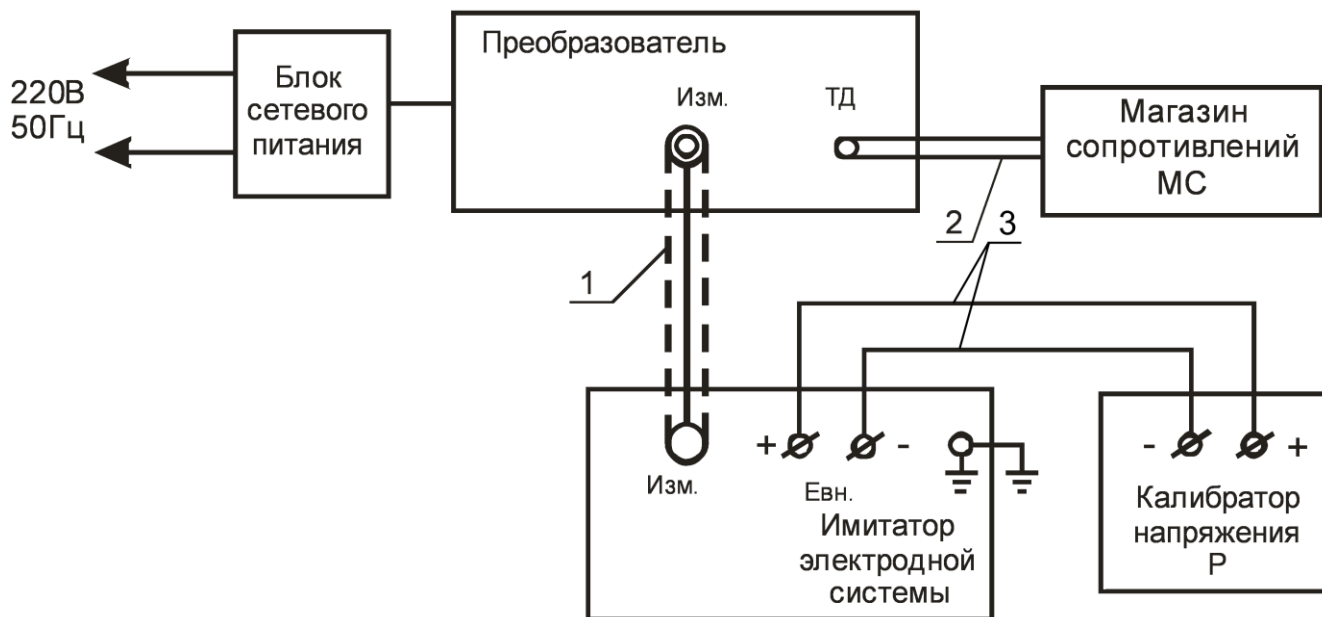 220В
50Гц
Блок
сетевого
питания
Преобразователь
Изм.
ТД
Магазин
сопротивлений
МС
1
2
3
+
-
-
+
Изм.
Евн.
Имитатор
электродной
системы
Калибратор
напряжения
Р